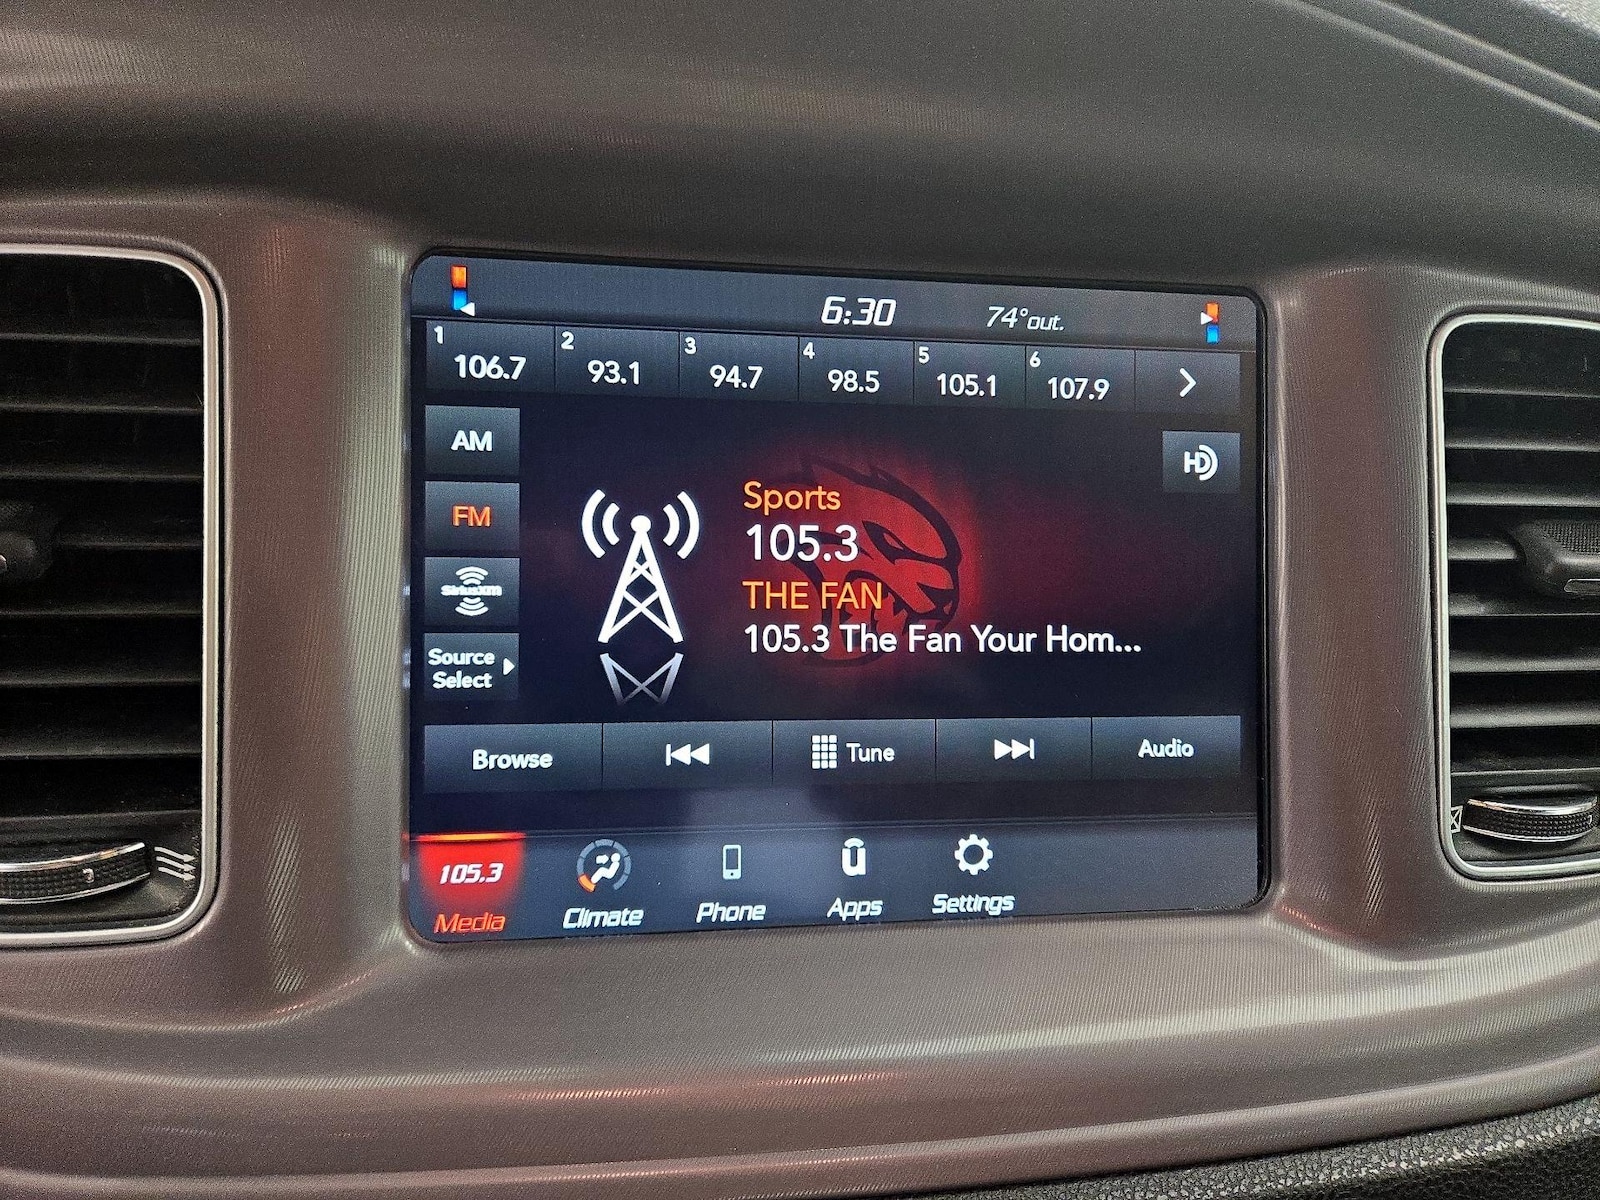 6:30 74°out.
1 106.7 2 93.1 3 94.7 4 98.5 5 105.1 6 107.9
AM
HD
Sports
FM
105.3
THE FAN
SiriusXM
105.3 The Fan Your Hom...
Source
Select
Browse Tune Audio
105.3
Media Climate Phone Apps Settings